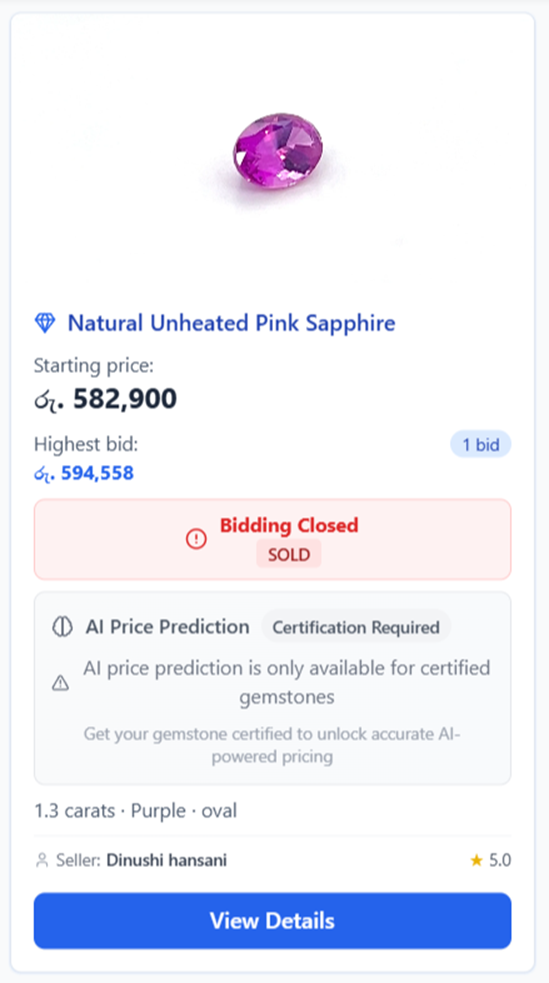 Natural Unheated Pink Sapphire
Starting price:
රු. 582,900
Highest bid:
1 bid
රු. 594,558
Bidding Closed
SOLD
AI Price Prediction Certification Required
AI price prediction is only available for certified
gemstones
Get your gemstone certified to unlock accurate AI-
powered pricing
1.3 carats · Purple · oval
Seller: Dinushi hansani ★ 5.0
View Details